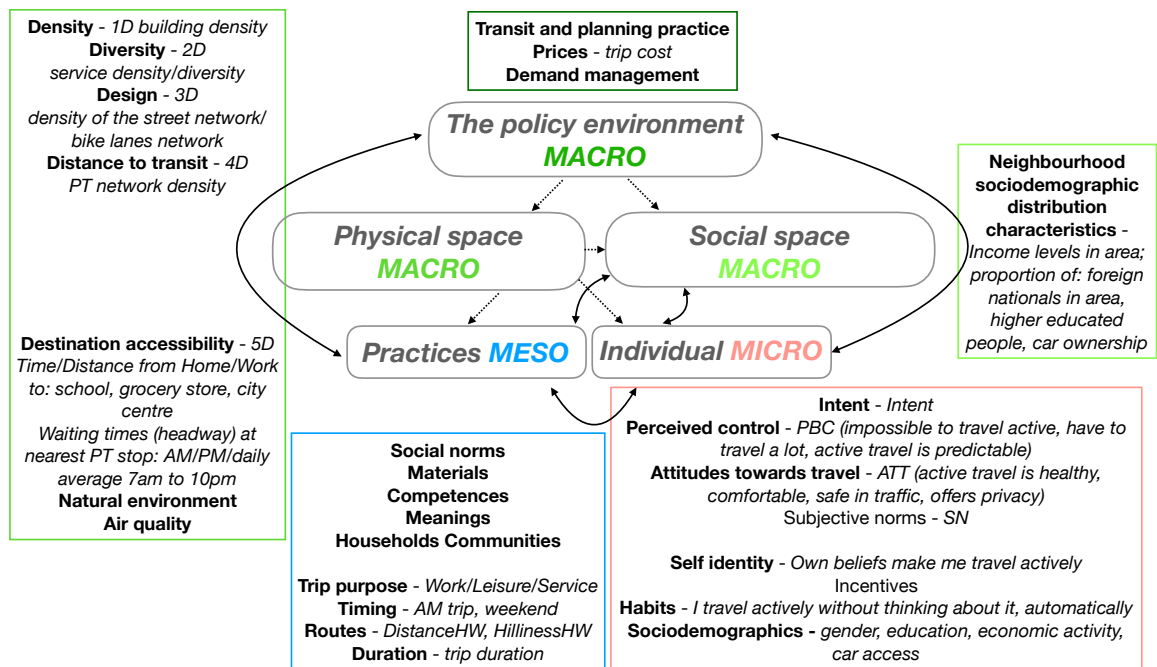 Density - 1D building density
Diversity - 2D
service density/diversity
Design - 3D
density of the street network/
bike lanes network
Distance to transit - 4D
PT network density
Destination accessibility - 5D
Time/Distance from Home/Work
to: school, grocery store, city
centre
Waiting times (headway) at
nearest PT stop: AM/PM/daily
average 7am to 10pm
Natural environment
Air quality
Transit and planning practice
Prices - trip cost
Demand management
The policy environment
MACRO
Physical space
MACRO
Social space
MACRO
Practices MESO
Individual MICRO
Neighbourhood
sociodemographic
distribution
characteristics -
Income levels in area;
proportion of: foreign
nationals in area,
higher educated
people, car ownership
Social norms
Materials
Competences
Meanings
Households Communities
Trip purpose - Work/Leisure/Service
Timing - AM trip, weekend
Routes - DistanceHW, HillinessHW
Duration - trip duration
Intent - Intent
Perceived control - PBC (impossible to travel active, have to
travel a lot, active travel is predictable)
Attitudes towards travel - ATT (active travel is healthy,
comfortable, safe in traffic, offers privacy)
Subjective norms - SN
Self identity - Own beliefs make me travel actively
Incentives
Habits - I travel actively without thinking about it, automatically
Sociodemographics - gender, education, economic activity,
car access